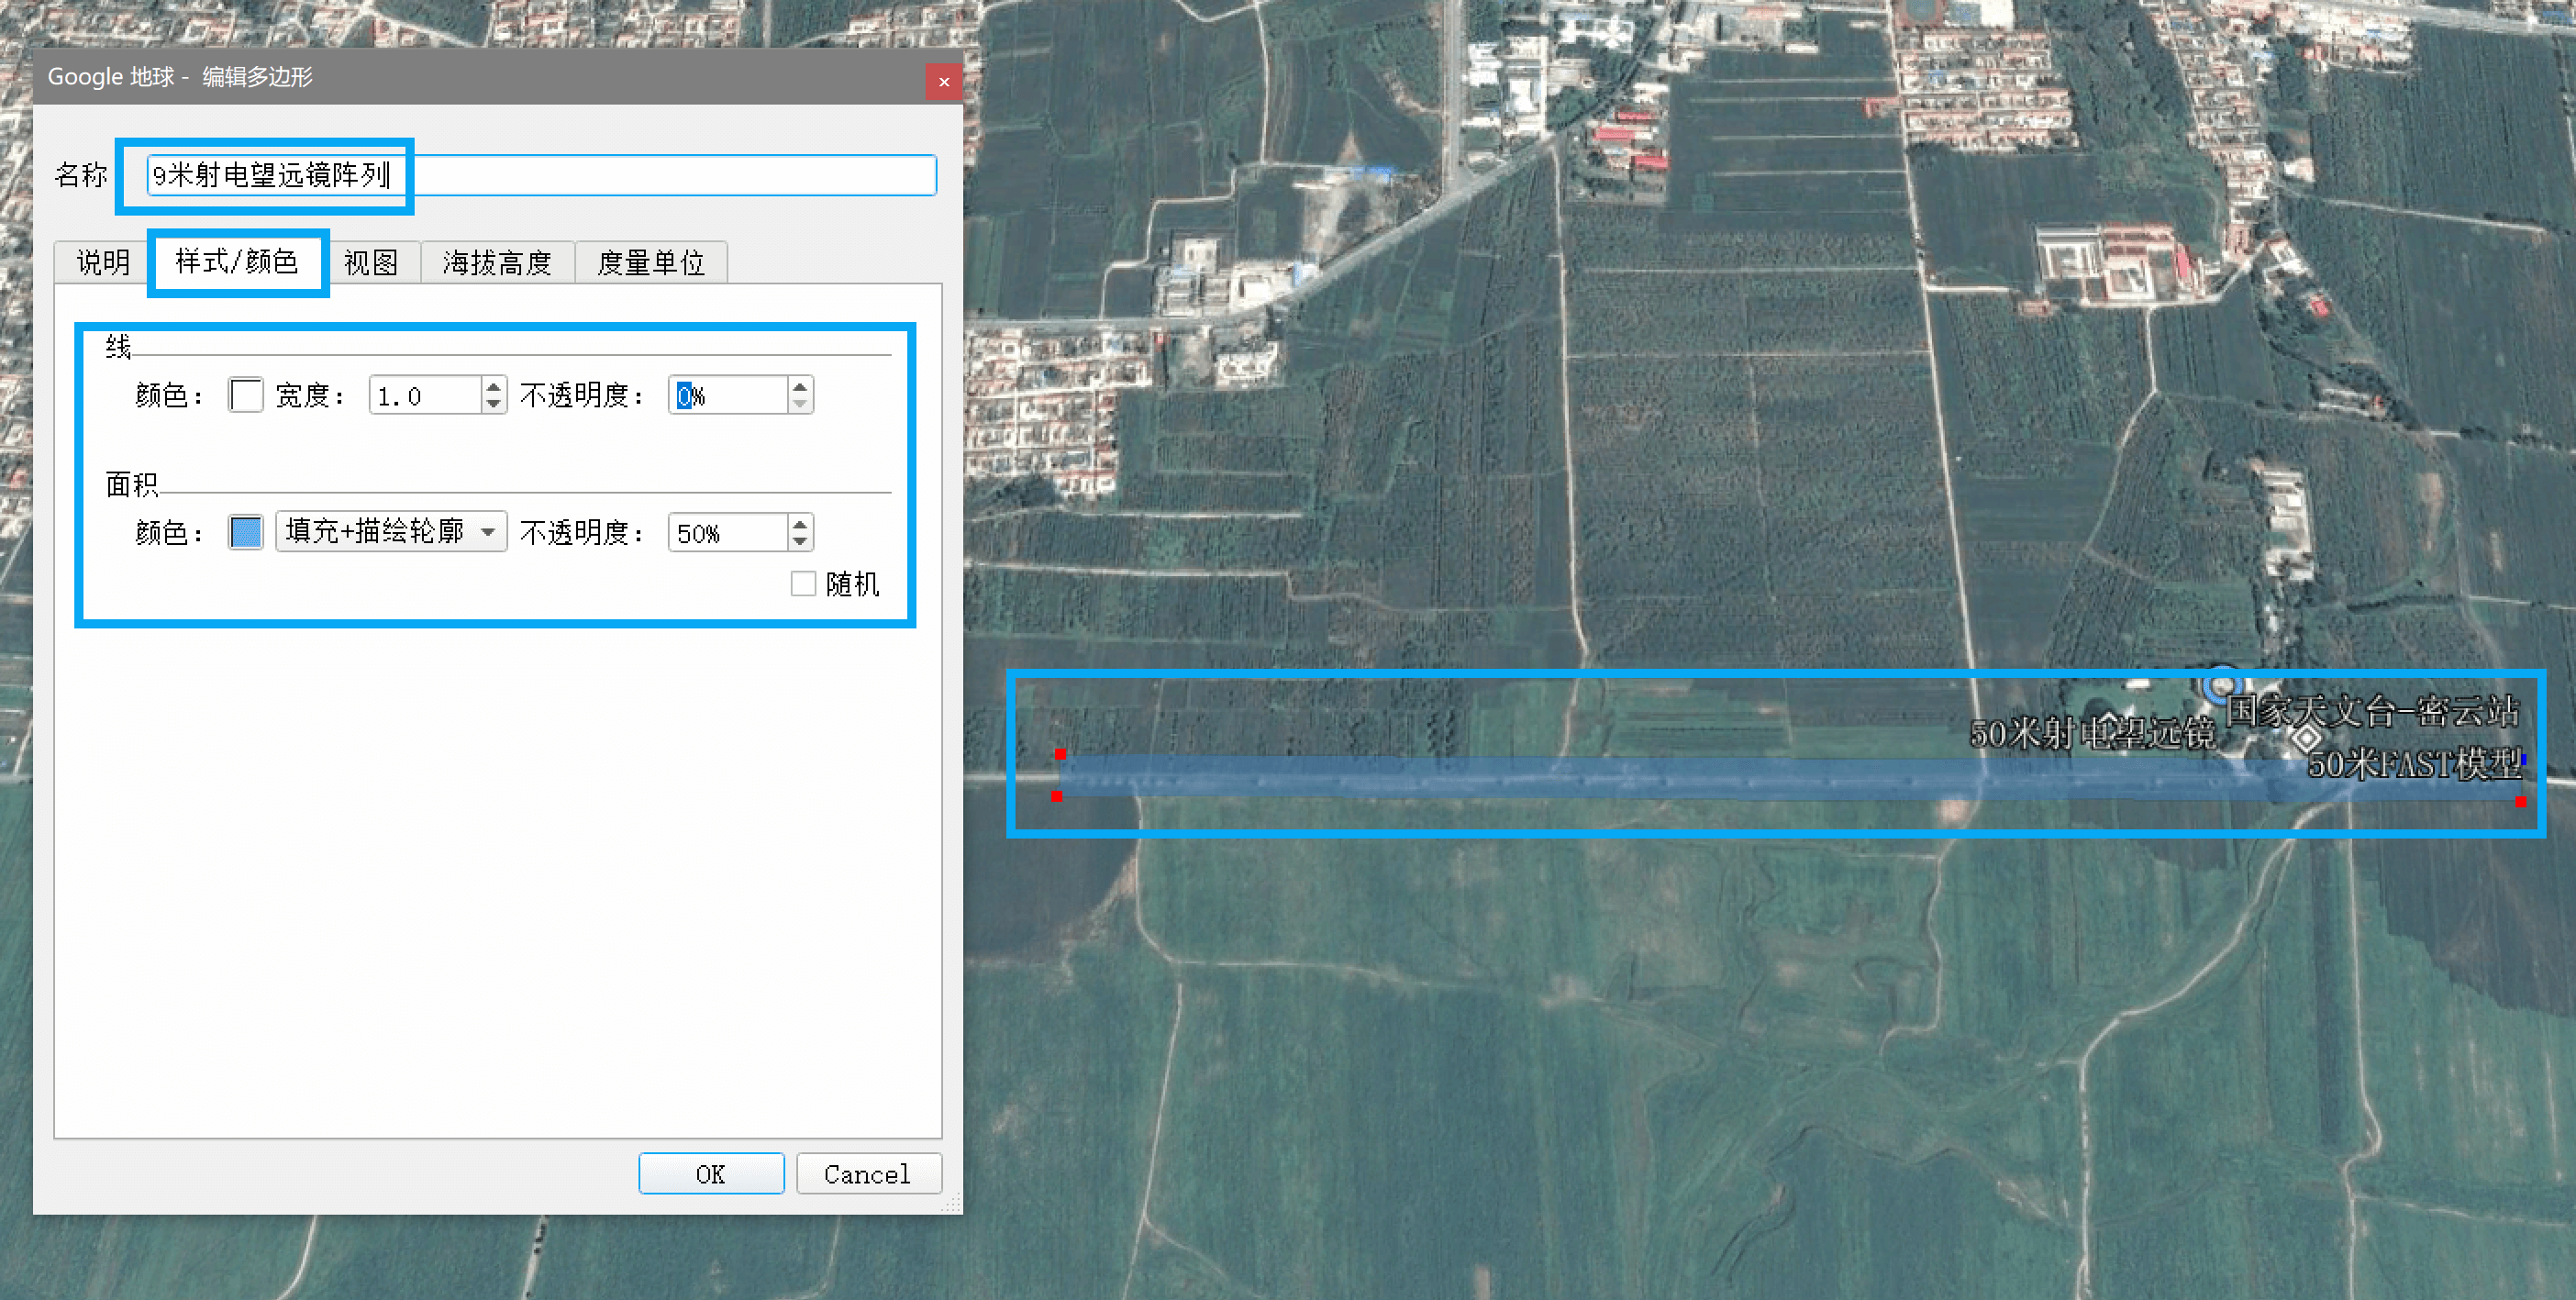 Google 地球 - 编辑多边形
x
名称 9米射电望远镜阵列
说明 样式/颜色 视图 海拔高度 度量单位
线
颜色： 宽度： 1.0 不透明度： 0%
面积
颜色： 填充+描绘轮廓 不透明度： 50%
随机
OK Cancel
国家天文台-密云站
50米射电望远镜
50米FAST模型